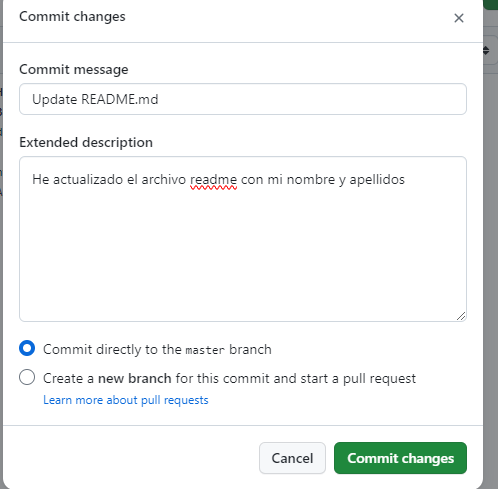 Commit changes
Commit message
Update README.md
Extended description
He actualizado el archivo readme con mi nombre y apellidos
Commit directly to the master branch
Create a new branch for this commit and start a pull request
Learn more about pull requests
Cancel
Commit changes